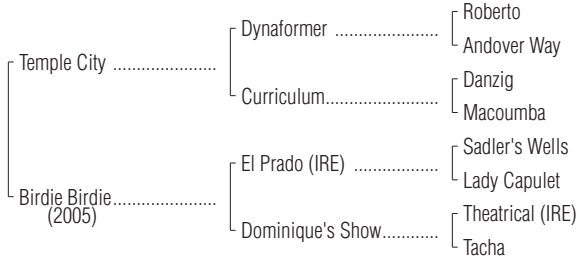 Roberto
Dynaformer ........................
Andover Way
Temple City ........................
Danzig
Curriculum..........................
Macoumba
Sadler's Wells
El Prado (IRE) ....................
Lady Capulet
Birdie Birdie........................
(2005)
Theatrical (IRE)
Dominique's Show............
Tacha